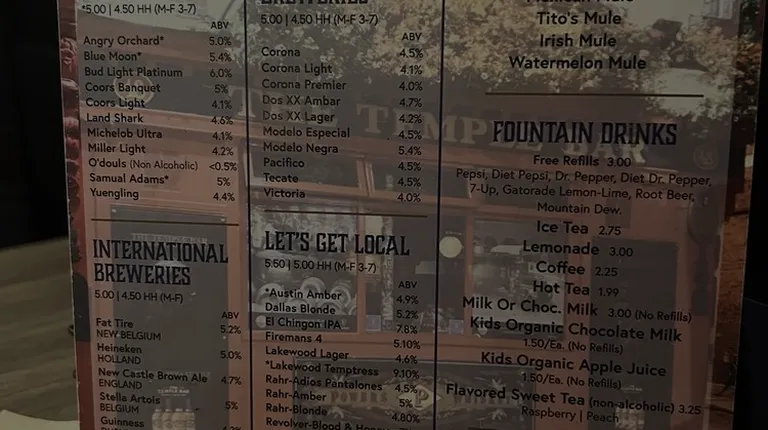 *5.00 | 4.50 HH (M-F 3-7)
ABV
Angry Orchard* 5.0%
Blue Moon* 5.4%
Bud Light Platinum 6.0%
Coors Banquet 5%
Coors Light 4.1%
Land Shark 4.6%
Michelob Ultra 4.1%
Miller Light 4.2%
O'douls (Non Alcoholic) <0.5%
Samual Adams* 5%
Yuengling 4.4%
INTERNATIONAL
BREWERIES
5.00 | 4.50 HH (M-F)
ABV
Fat Tire 5.2%
NEW BELGIUM
Heineken 5.0%
HOLLAND
New Castle Brown Ale 4.7%
ENGLAND
Stella Artois 5%
BELGIUM
Guinness
BREWERIES
5.00 | 4.50 HH (M-F 3-7)
ABV
Corona 4.5%
Corona Light 4.1%
Corona Premier 4.0%
Dos XX Ambar 4.7%
Dos XX Lager 4.2%
Modelo Especial 4.5%
Modelo Negra 5.4%
Pacifico 4.5%
Tecate 4.5%
Victoria 4.0%
LET'S GET LOCAL
5.50 | 5.00 HH (M-F 3-7)
ABV
*Austin Amber 4.9%
Dallas Blonde 5.2%
El Chingon IPA 7.8%
Firemans 4 5.10%
Lakewood Lager 4.6%
*Lakewood Temptress 9.10%
Rahr-Adios Pantalones 4.5%
Rahr-Amber 5%
Rahr-Blonde 4.80%
Revolver-Blood & Honey
Mexican Mule
Tito's Mule
Irish Mule
Watermelon Mule
FOUNTAIN DRINKS
Free Refills 3.00
Pepsi, Diet Pepsi, Dr. Pepper, Diet Dr. Pepper,
7-Up, Gatorade Lemon-Lime, Root Beer,
Mountain Dew.
Ice Tea 2.75
Lemonade 3.00
Coffee 2.25
Hot Tea 1.99
Milk Or Choc. Milk 3.00 (No Refills)
Kids Organic Chocolate Milk
1.50/Ea. (No Refills)
Kids Organic Apple Juice
1.50/Ea. (No Refills)
Flavored Sweet Tea (non-alcoholic) 3.25
Raspberry | Peach
THE TEMPLE BAR